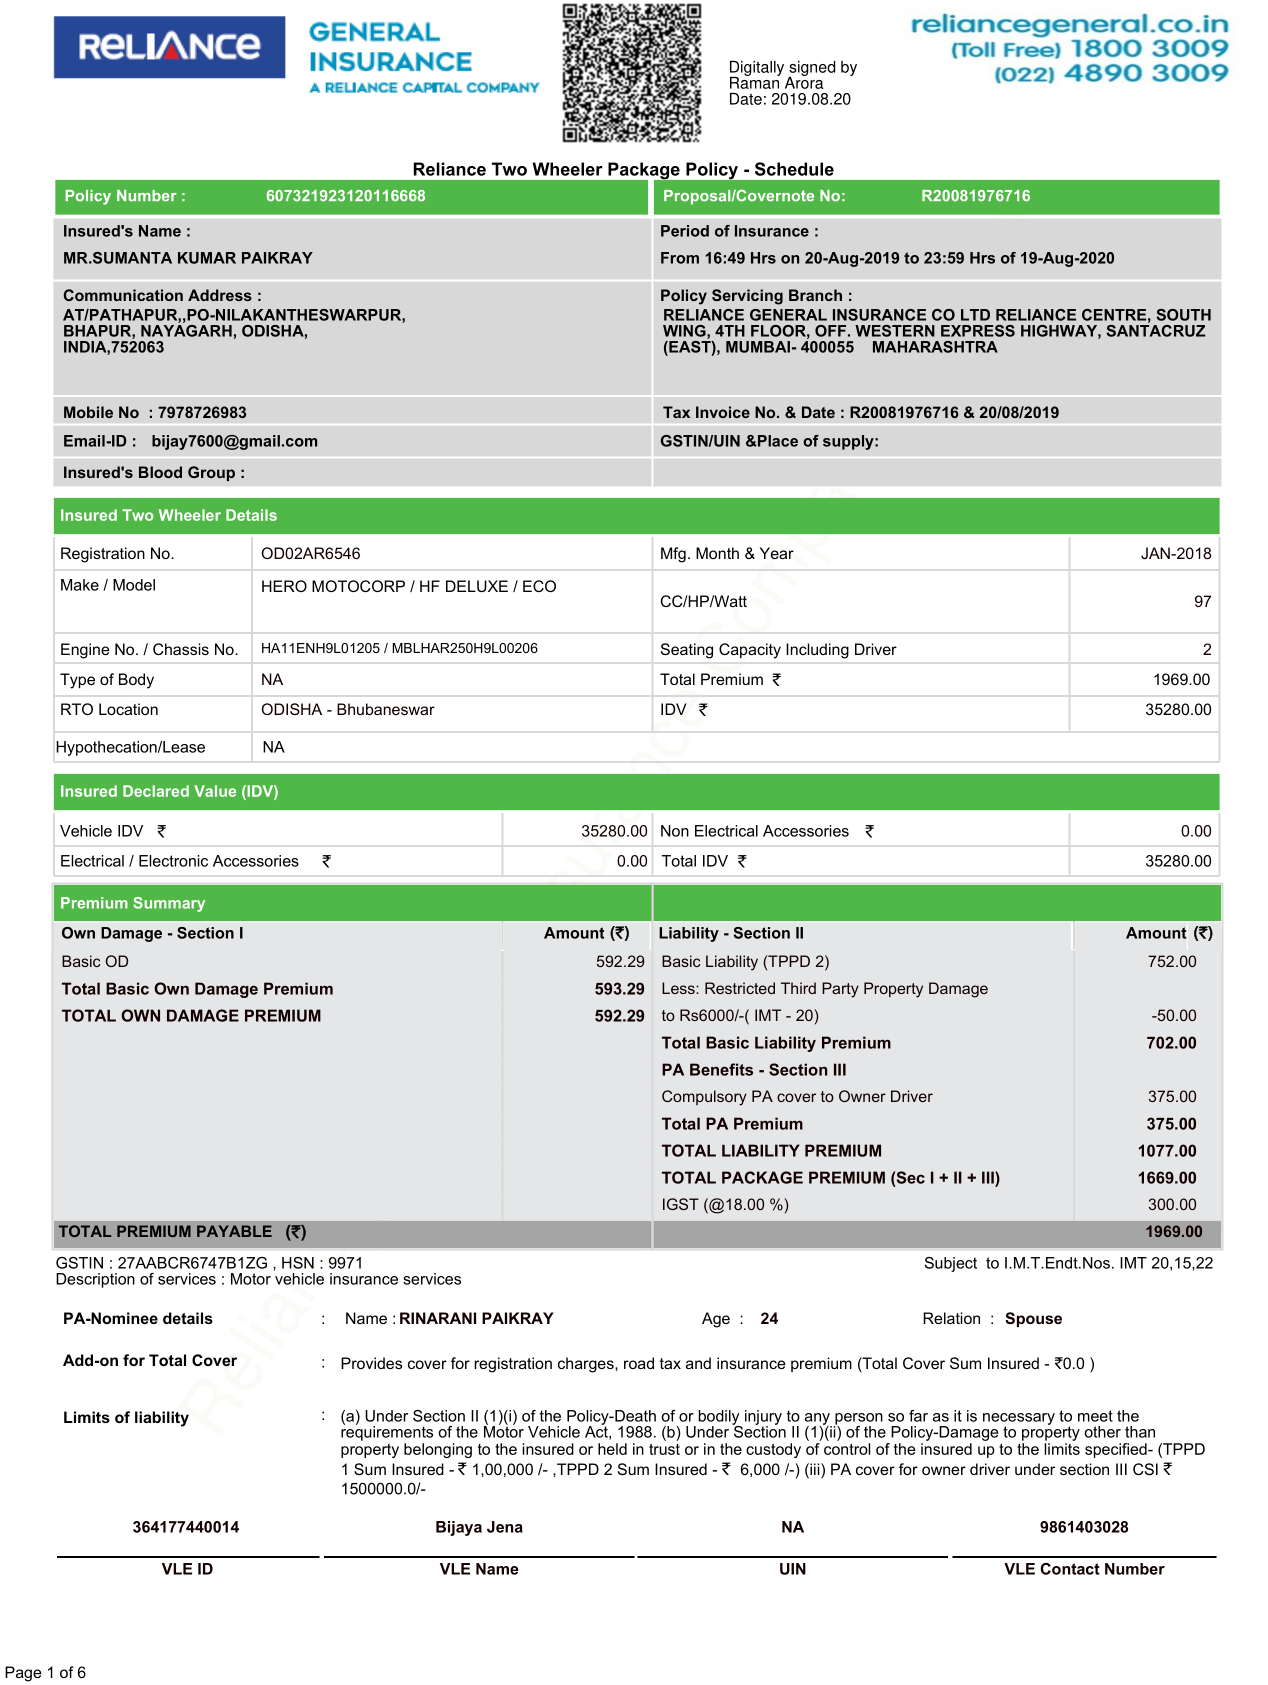 RELIANCE
GENERAL
INSURANCE
A RELIANCE CAPITAL COMPANY
Digitally signed by
Raman Arora
Date: 2019.08.20
reliancegeneral.co.in
(Toll Free) 1800 3009
(022) 4890 3009
Reliance Two Wheeler Package Policy - Schedule
Policy Number : 607321923120116668 Proposal/Covernote No: R20081976716
Insured's Name : Period of Insurance :
MR.SUMANTA KUMAR PAIKRAY From 16:49 Hrs on 20-Aug-2019 to 23:59 Hrs of 19-Aug-2020
Communication Address : Policy Servicing Branch :
AT/PATHAPUR,,PO-NILAKANTHESWARPUR, RELIANCE GENERAL INSURANCE CO LTD RELIANCE CENTRE, SOUTH
BHAPUR, NAYAGARH, ODISHA, WING, 4TH FLOOR, OFF. WESTERN EXPRESS HIGHWAY, SANTACRUZ
INDIA,752063 (EAST), MUMBAI- 400055 MAHARASHTRA
Mobile No : 7978726983 Tax Invoice No. & Date : R20081976716 & 20/08/2019
Email-ID : bijay7600@gmail.com GSTIN/UIN &Place of supply:
Insured's Blood Group :
Insured Two Wheeler Details
Registration No. OD02AR6546 Mfg. Month & Year JAN-2018
Make / Model HERO MOTOCORP / HF DELUXE / ECO CC/HP/Watt 97
Engine No. / Chassis No. HA11ENH9L01205 / MBLHAR250H9L00206 Seating Capacity Including Driver 2
Type of Body NA Total Premium ₹ 1969.00
RTO Location ODISHA - Bhubaneswar IDV ₹ 35280.00
Hypothecation/Lease NA
Insured Declared Value (IDV)
Vehicle IDV ₹ 35280.00 Non Electrical Accessories ₹ 0.00
Electrical / Electronic Accessories ₹ 0.00 Total IDV ₹ 35280.00
Premium Summary
Own Damage - Section I Amount (₹) Liability - Section II Amount (₹)
Basic OD 592.29 Basic Liability (TPPD 2) 752.00
Total Basic Own Damage Premium 593.29 Less: Restricted Third Party Property Damage
TOTAL OWN DAMAGE PREMIUM 592.29 to Rs6000/-( IMT - 20) -50.00
Total Basic Liability Premium 702.00
PA Benefits - Section III
Compulsory PA cover to Owner Driver 375.00
Total PA Premium 375.00
TOTAL LIABILITY PREMIUM 1077.00
TOTAL PACKAGE PREMIUM (Sec I + II + III) 1669.00
IGST (@18.00 %) 300.00
TOTAL PREMIUM PAYABLE (₹) 1969.00
GSTIN : 27AABCR6747B1ZG , HSN : 9971 Subject to I.M.T.Endt.Nos. IMT 20,15,22
Description of services : Motor vehicle insurance services
PA-Nominee details : Name : RINARANI PAIKRAY Age : 24 Relation : Spouse
Add-on for Total Cover : Provides cover for registration charges, road tax and insurance premium (Total Cover Sum Insured - ₹0.0 )
Limits of liability : (a) Under Section II (1)(i) of the Policy-Death of or bodily injury to any person so far as it is necessary to meet the
requirements of the Motor Vehicle Act, 1988. (b) Under Section II (1)(ii) of the Policy-Damage to property other than
property belonging to the insured or held in trust or in the custody of control of the insured up to the limits specified- (TPPD
1 Sum Insured - ₹ 1,00,000 /- ,TPPD 2 Sum Insured - ₹ 6,000 /-) (iii) PA cover for owner driver under section III CSI ₹
1500000.0/-
364177440014 Bijaya Jena NA 9861403028
VLE ID VLE Name UIN VLE Contact Number
Page 1 of 6